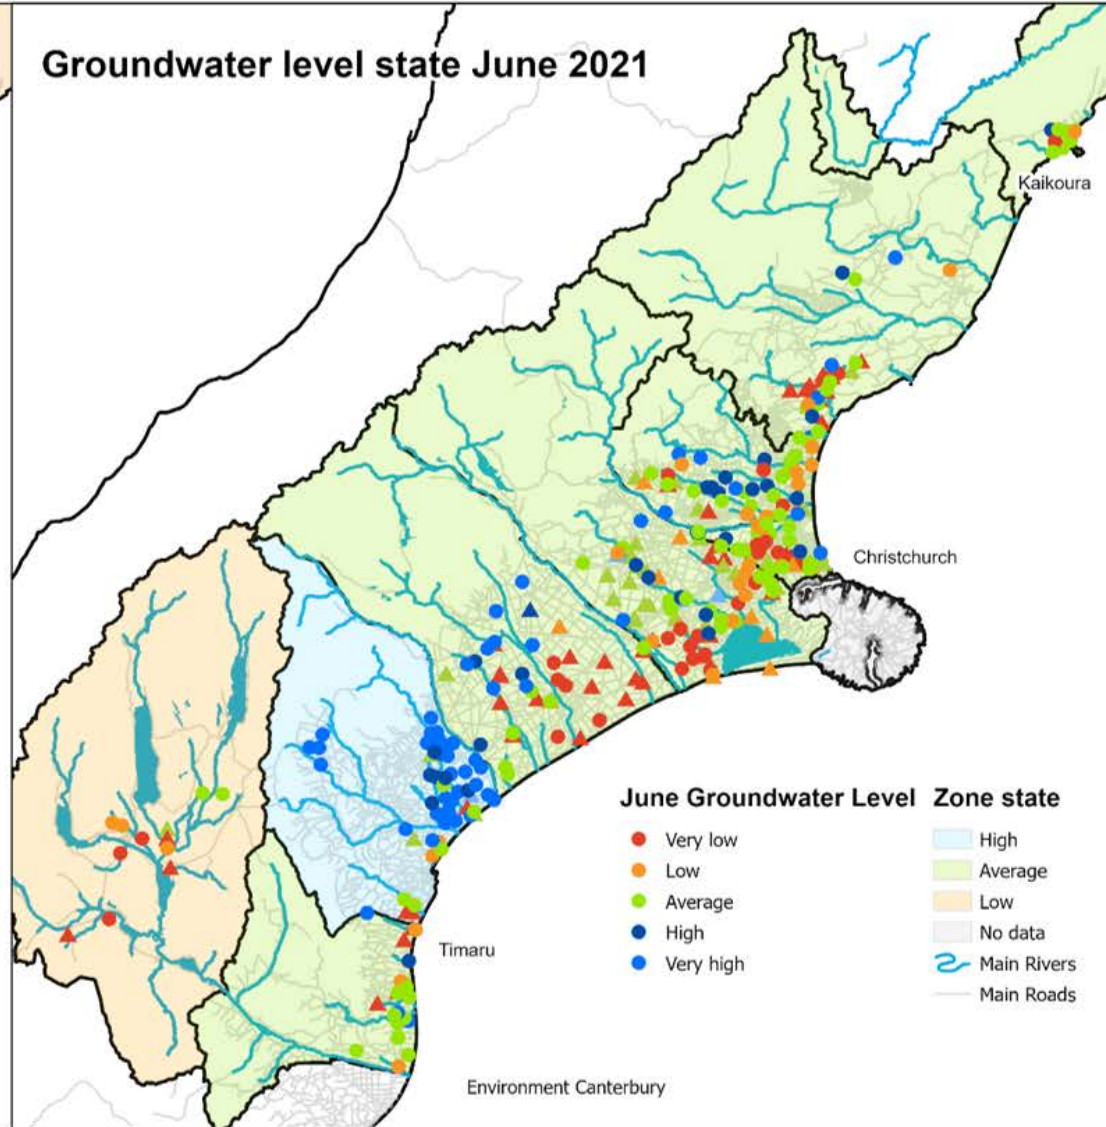 Groundwater level state June 2021
Kaikoura
Christchurch
June Groundwater Level
Very low
Low
Average
High
Very high
Zone state
High
Average
Low
No data
Main Rivers
Main Roads
Timaru
Environment Canterbury